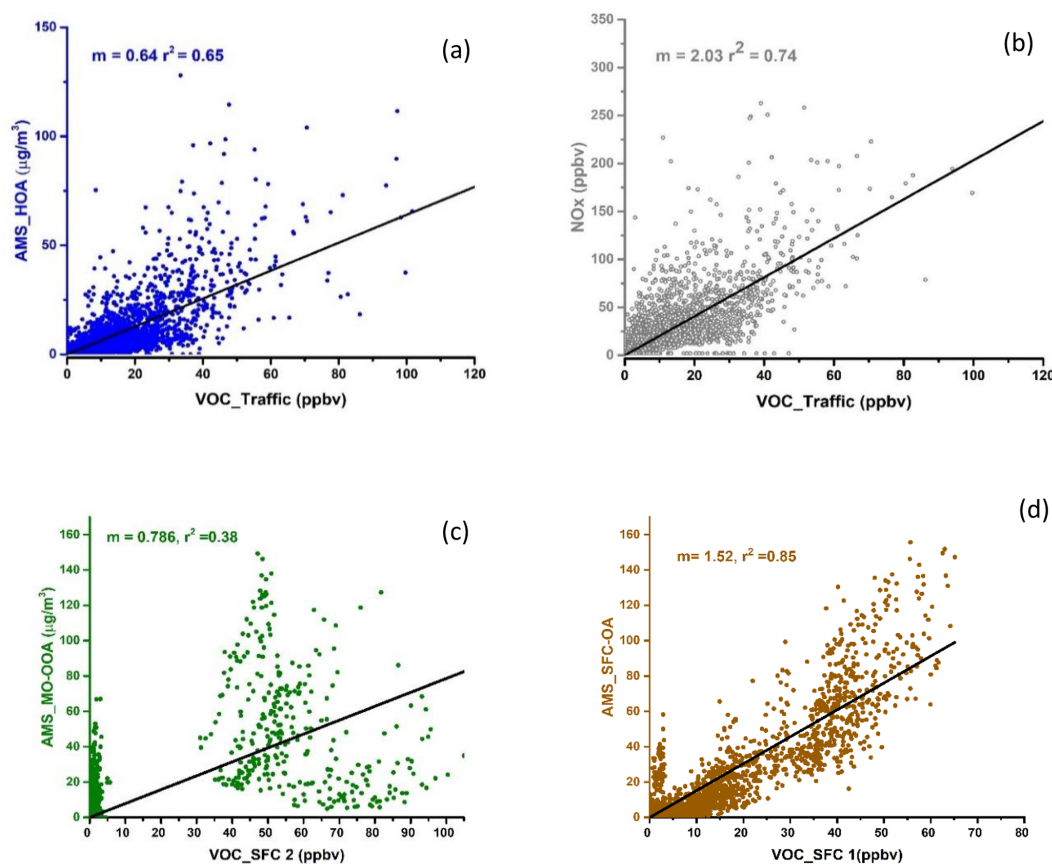 (a)
m = 0.64 r² = 0.65
AMS_HOA (μg/m³)
150
100
50
0
0 20 40 60 80 100 120
VOC_Traffic (ppbv)
(b)
m = 2.03 r² = 0.74
NOx (ppbv)
350
300
250
200
150
100
50
0
0 20 40 60 80 100 120
VOC_Traffic (ppbv)
(c)
m = 0.786, r² =0.38
AMS_MO-OOA (μg/m³)
160
140
120
100
80
60
40
20
0
0 10 20 30 40 50 60 70 80 90 100
VOC_SFC 2 (ppbv)
(d)
m= 1.52, r² =0.85
AMS_SFC-OA
160
140
120
100
80
60
40
20
0
0 10 20 30 40 50 60 70 80
VOC_SFC 1(ppbv)